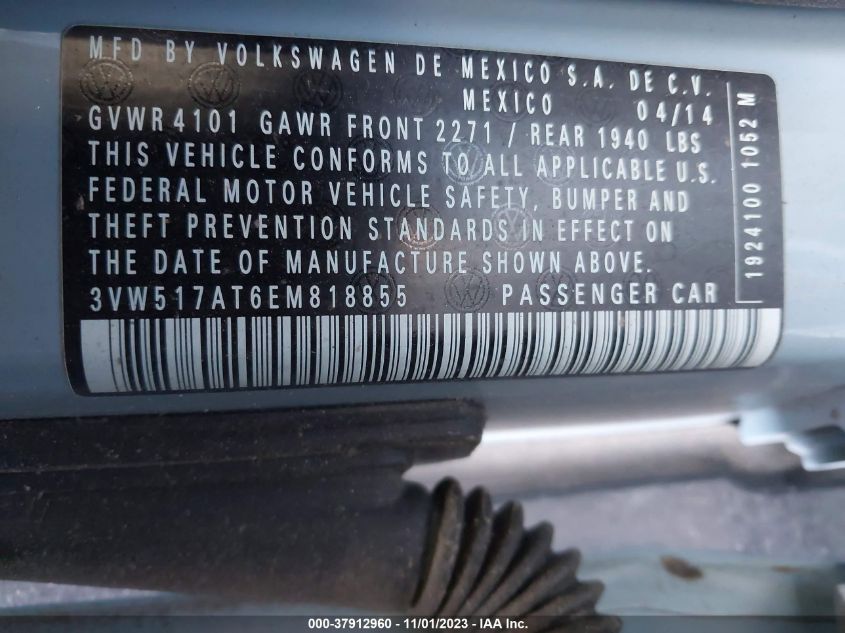 MFD BY VOLKSWAGEN DE MEXICO S.A. DE C.V.
MEXICO 04/14
GVWR 4101 GAWR FRONT 2271 / REAR 1940 LBS
THIS VEHICLE CONFORMS TO ALL APPLICABLE U.S.
FEDERAL MOTOR VEHICLE SAFETY, BUMPER AND
THEFT PREVENTION STANDARDS IN EFFECT ON
THE DATE OF MANUFACTURE SHOWN ABOVE.
3VW517AT6EM818855 PASSENGER CAR
1924100 1052 M
000-37912960 - 11/01/2023 - IAA Inc.